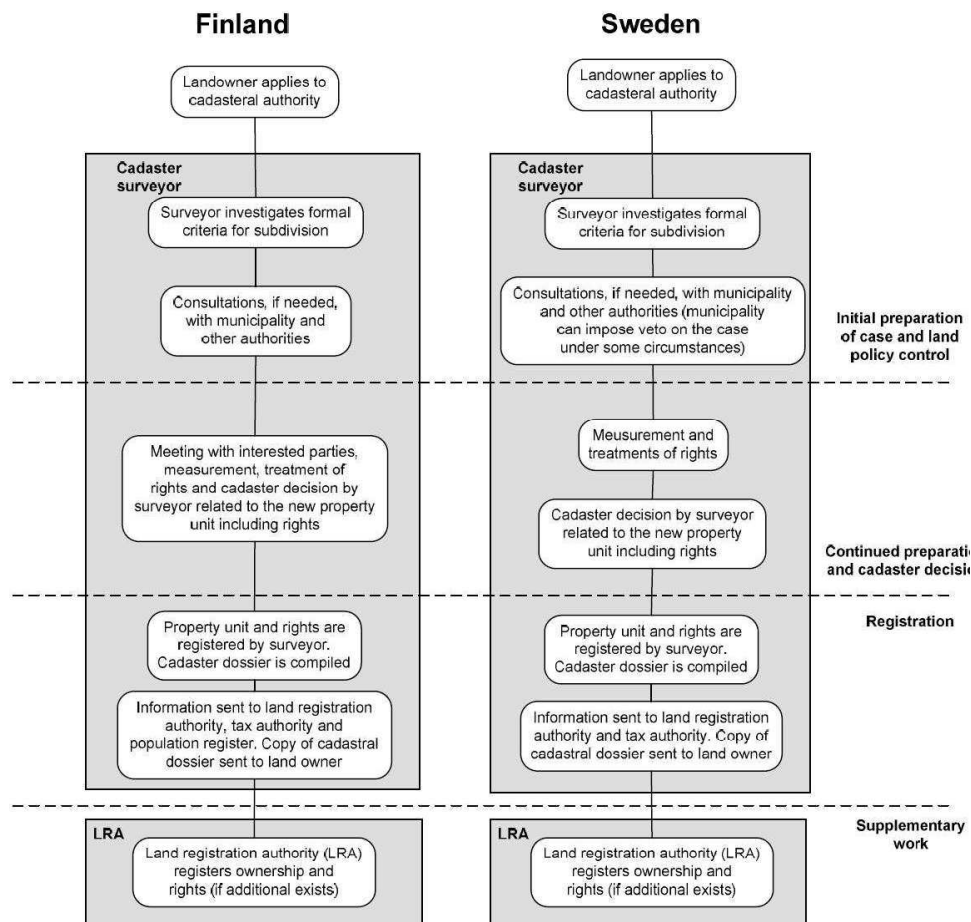 Finland
Landowner applies to
cadasteral authority
Cadaster
surveyor
Surveyor investigates formal
criteria for subdivision
Consultations, if needed,
with municipality and
other authorities
Meeting with interested parties,
measurement, treatment of
rights and cadaster decision by
surveyor related to the new property
unit including rights
Property unit and rights are
registered by surveyor.
Cadaster dossier is compiled
Information sent to land registration
authority, tax authority and
population register. Copy of cadastral
dossier sent to land owner
LRA
Land registration authority (LRA)
registers ownership and
rights (if additional exists)
Sweden
Landowner applies to
cadasteral authority
Cadaster
surveyor
Surveyor investigates formal
criteria for subdivision
Consultations, if needed, with municipality
and other authorities (municipality
can impose veto on the case
under some circumstances)
Meusurement and
treatments of rights
Cadaster decision by surveyor
related to the new property
unit including rights
Property unit and rights are
registered by surveyor.
Cadaster dossier is compiled
Information sent to land registration
authority and tax authority. Copy of
cadastral dossier sent to land owner
LRA
Land registration authority (LRA)
registers ownership and
rights (if additional exists)
Initial preparation
of case and land
policy control
Continued preparatio
and cadaster decisio
Registration
Supplementary
work